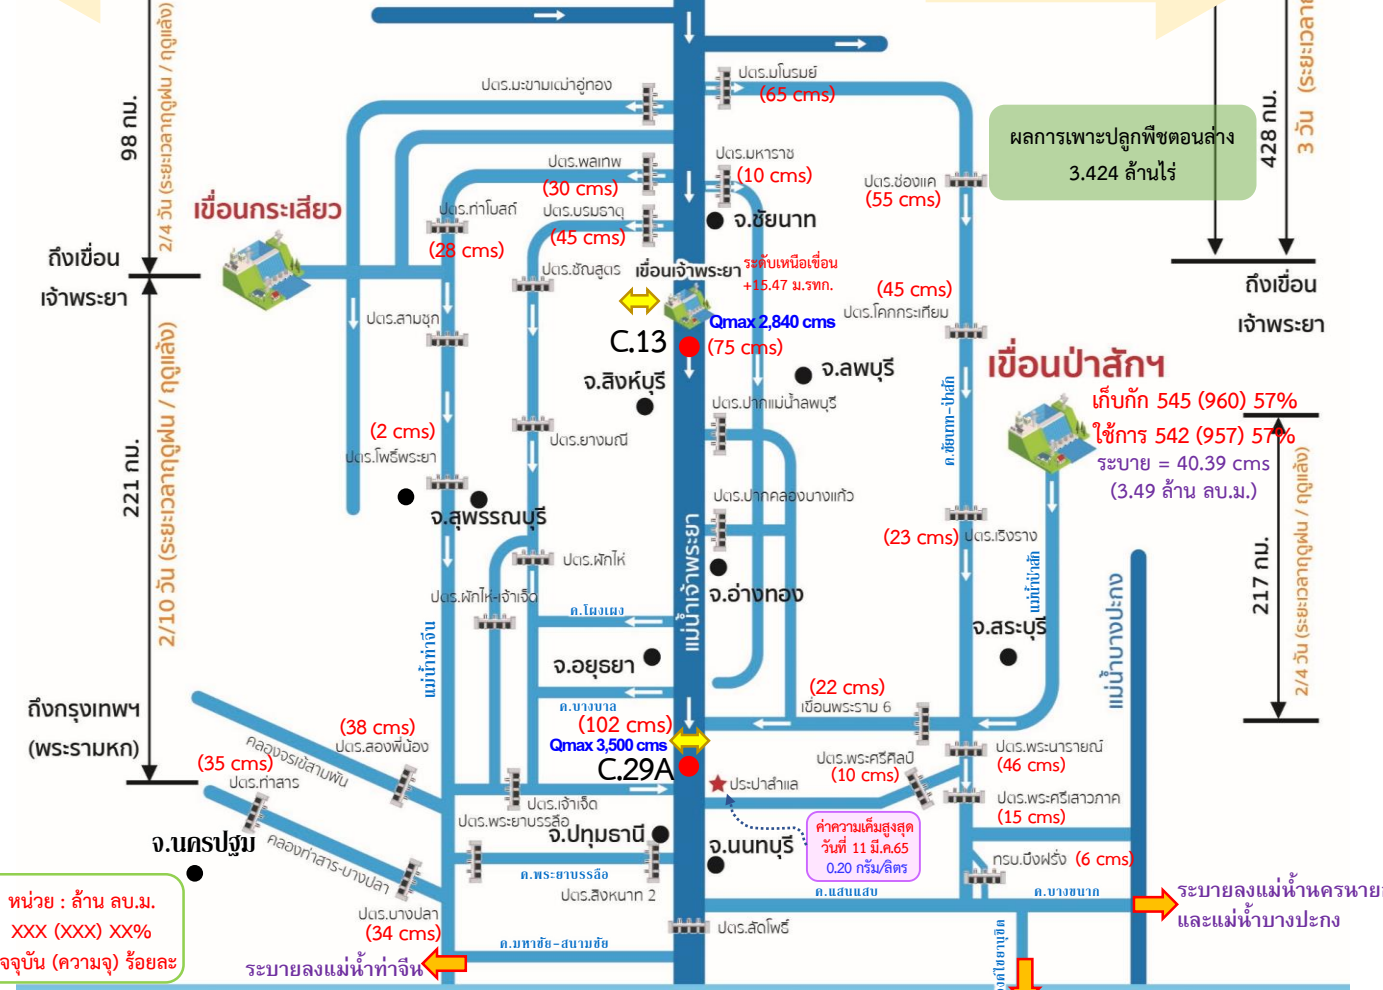 ปตร.มะขามเฒ่าอู่ทอง
ปตร.มโนรมย์
(65 cms)
98 กม.
2/4 วัน (ระยะเวลาฤดูฝน / ฤดูแล้ง)
428 กม.
3 วัน
ผลการเพาะปลูกพืชตอนล่าง
3.424 ล้านไร่
ปตร.พลเทพ
(30 cms)
ปตร.มหาราช
(10 cms)
ปตร.ช่องแค
(55 cms)
เขื่อนกระเสียว
ปตร.ท่าโบสถ์
(28 cms)
ปตร.บรมธาตุ
(45 cms)
จ.ชัยนาท
ถึงเขื่อน
เจ้าพระยา
ปตร.ชัณสูตร
เขื่อนเจ้าพระยา
ระดับเหนือเขื่อน
+15.47 ม.รทก.
(45 cms)
ปตร.โคกกระเทียม
ถึงเขื่อน
เจ้าพระยา
ปตร.สามชุก
Qmax 2,840 cms
C.13
(75 cms)
จ.สิงห์บุรี
จ.ลพบุรี
เขื่อนป่าสักฯ
เก็บกัก 545 (960) 57%
ใช้การ 542 (957) 57%
ระบาย = 40.39 cms
(3.49 ล้าน ลบ.ม.)
221 กม.
2/10 วัน (ระยะเวลาฤดูฝน / ฤดูแล้ง)
(2 cms)
ปตร.โพธิ์พระยา
ปตร.ยางมณี
ปตร.ปากแม่น้ำลพบุรี
ค.ชัยนาท-ป่าสัก
จ.สุพรรณบุรี
ปตร.ปากคลองบางแก้ว
(23 cms)
ปตร.เริงราง
ปตร.ผักไห่
ปตร.ผักไห่-เจ้าเจ็ด
แม่น้ำเจ้าพระยา
จ.อ่างทอง
แม่น้ำป่าสัก
แม่น้ำบางปะกง
217 กม.
2/4 วัน (ระยะเวลาฤดูฝน / ฤดูแล้ง)
ค.โผงเผง
จ.สระบุรี
แม่น้ำท่าจีน
จ.อยุธยา
ถึงกรุงเทพฯ
(พระรามหก)
ค.บางบาล
(22 cms)
เขื่อนพระราม 6
(38 cms)
ปตร.สองพี่น้อง
คลองจรเข้สามพัน
(102 cms)
Qmax 3,500 cms
C.29A
(35 cms)
ปตร.ท่าสาร
ปตร.พระศรีศิลป์
(10 cms)
ปตร.พระนารายณ์
(46 cms)
ประปาสำแล
ปตร.เจ้าเจ็ด
ปตร.พระยาบรรลือ
ปตร.พระศรีเสาวภาค
(15 cms)
จ.นครปฐม
คลองท่าสาร-บางปลา
จ.ปทุมธานี
จ.นนทบุรี
ค่าความเค็มสูงสุด
วันที่ 11 มี.ค.65
0.20 กรัม/ลิตร
ทรบ.บึงฝรั่ง
(6 cms)
ค.พระยาบรรลือ
ปตร.สิงหนาท 2
ค.แสนแสบ
ค.บางขนาก
ระบายลงแม่น้ำนครนายก
และแม่น้ำบางปะกง
หน่วย : ล้าน ลบ.ม.
XXX (XXX) XX%
จจุบัน (ความจุ) ร้อยละ
ปตร.บางปลา
(34 cms)
ปตร.ลัดโพธิ์
ค.มหาชัย-สนามชัย
ระบายลงแม่น้ำท่าจีน